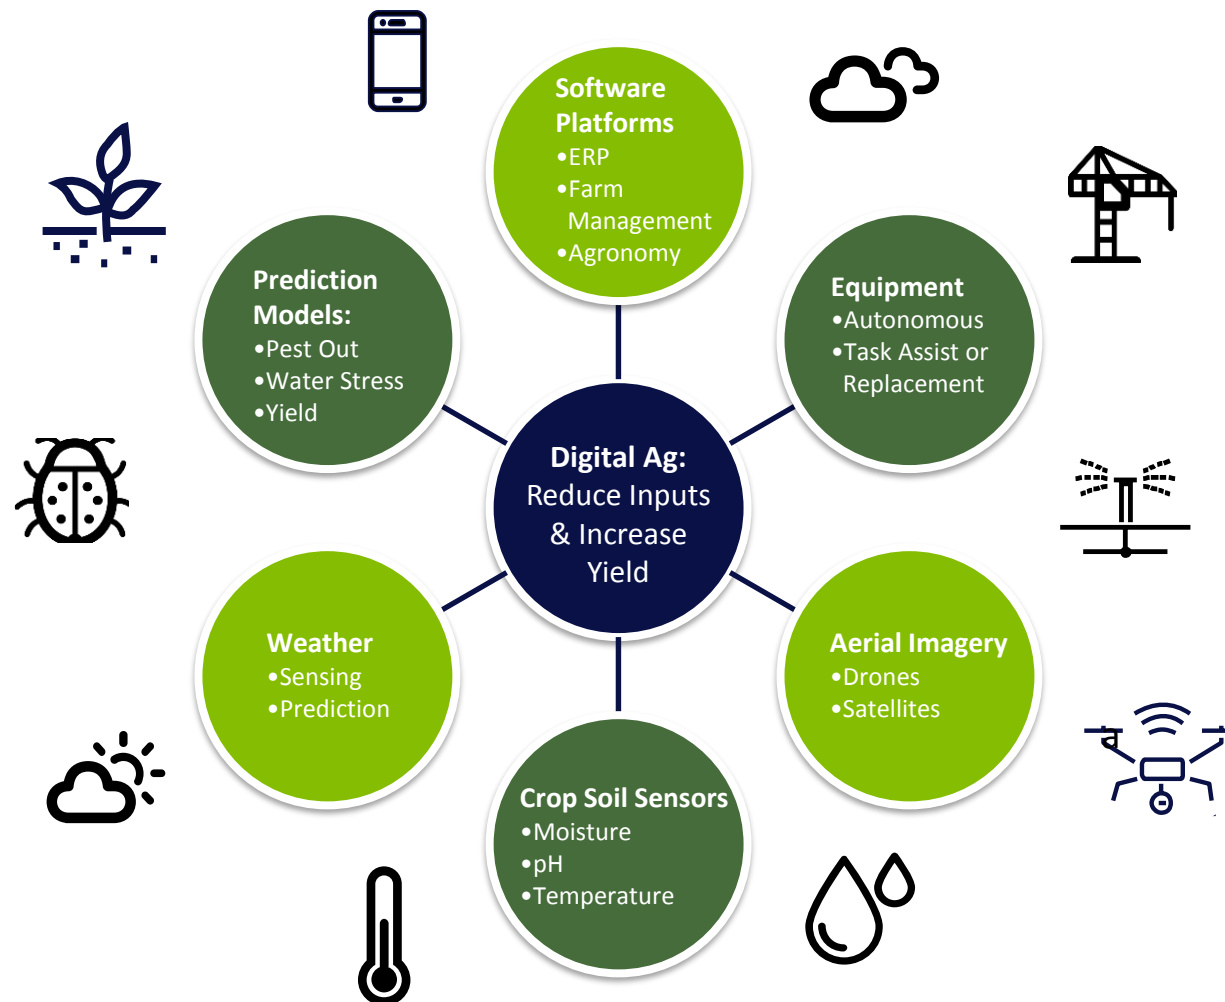 Software
Platforms
•ERP
•Farm
Management
•Agronomy
Equipment
•Autonomous
•Task Assist or
Replacement
Aerial Imagery
•Drones
•Satellites
a
Crop Soil Sensors
•Moisture
•pH
•Temperature
Weather
•Sensing
•Prediction
Prediction
Models:
•Pest Out
•Water Stress
•Yield
Digital Ag:
Reduce Inputs
& Increase
Yield